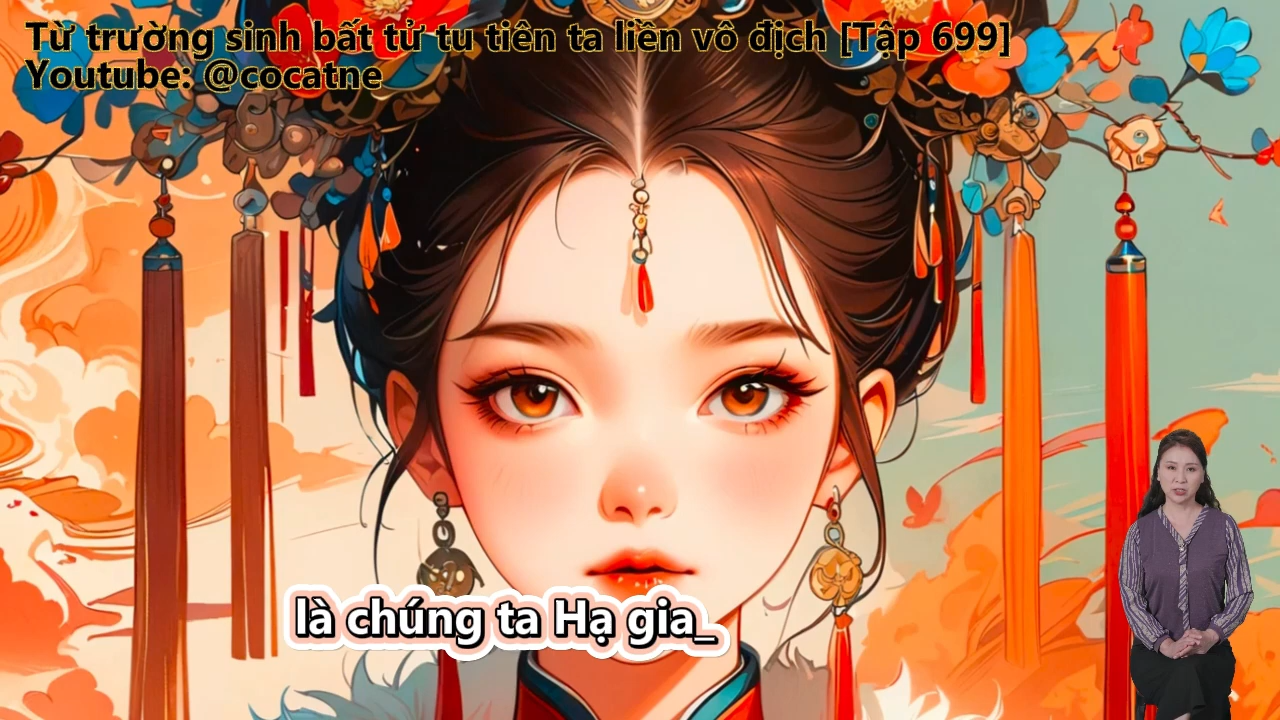 Từ trường sinh bất tử tu tiên ta liền vô địch [Tập 699]
Youtube: @cocatne
là chúng ta Hạ gia_